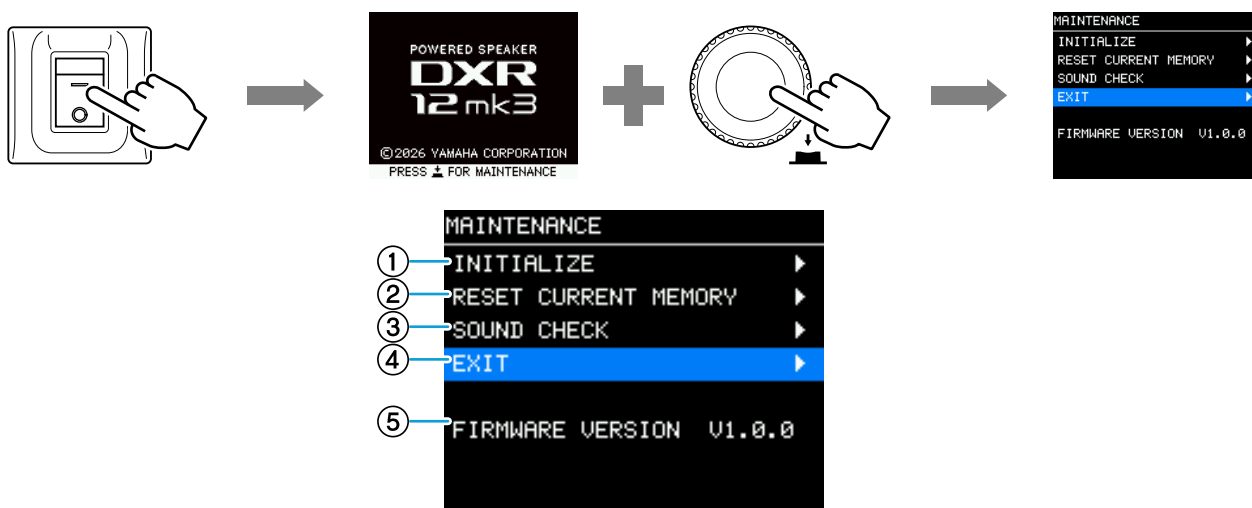 POWERED SPEAKER
DXR
12mk3
©2026 YAMAHA CORPORATION
PRESS FOR MAINTENANCE
MAINTENANCE
INITIALIZE
RESET CURRENT MEMORY
SOUND CHECK
EXIT
FIRMWARE VERSION V1.0.0
MAINTENANCE
① INITIALIZE
② RESET CURRENT MEMORY
③ SOUND CHECK
④ EXIT
⑤ FIRMWARE VERSION V1.0.0